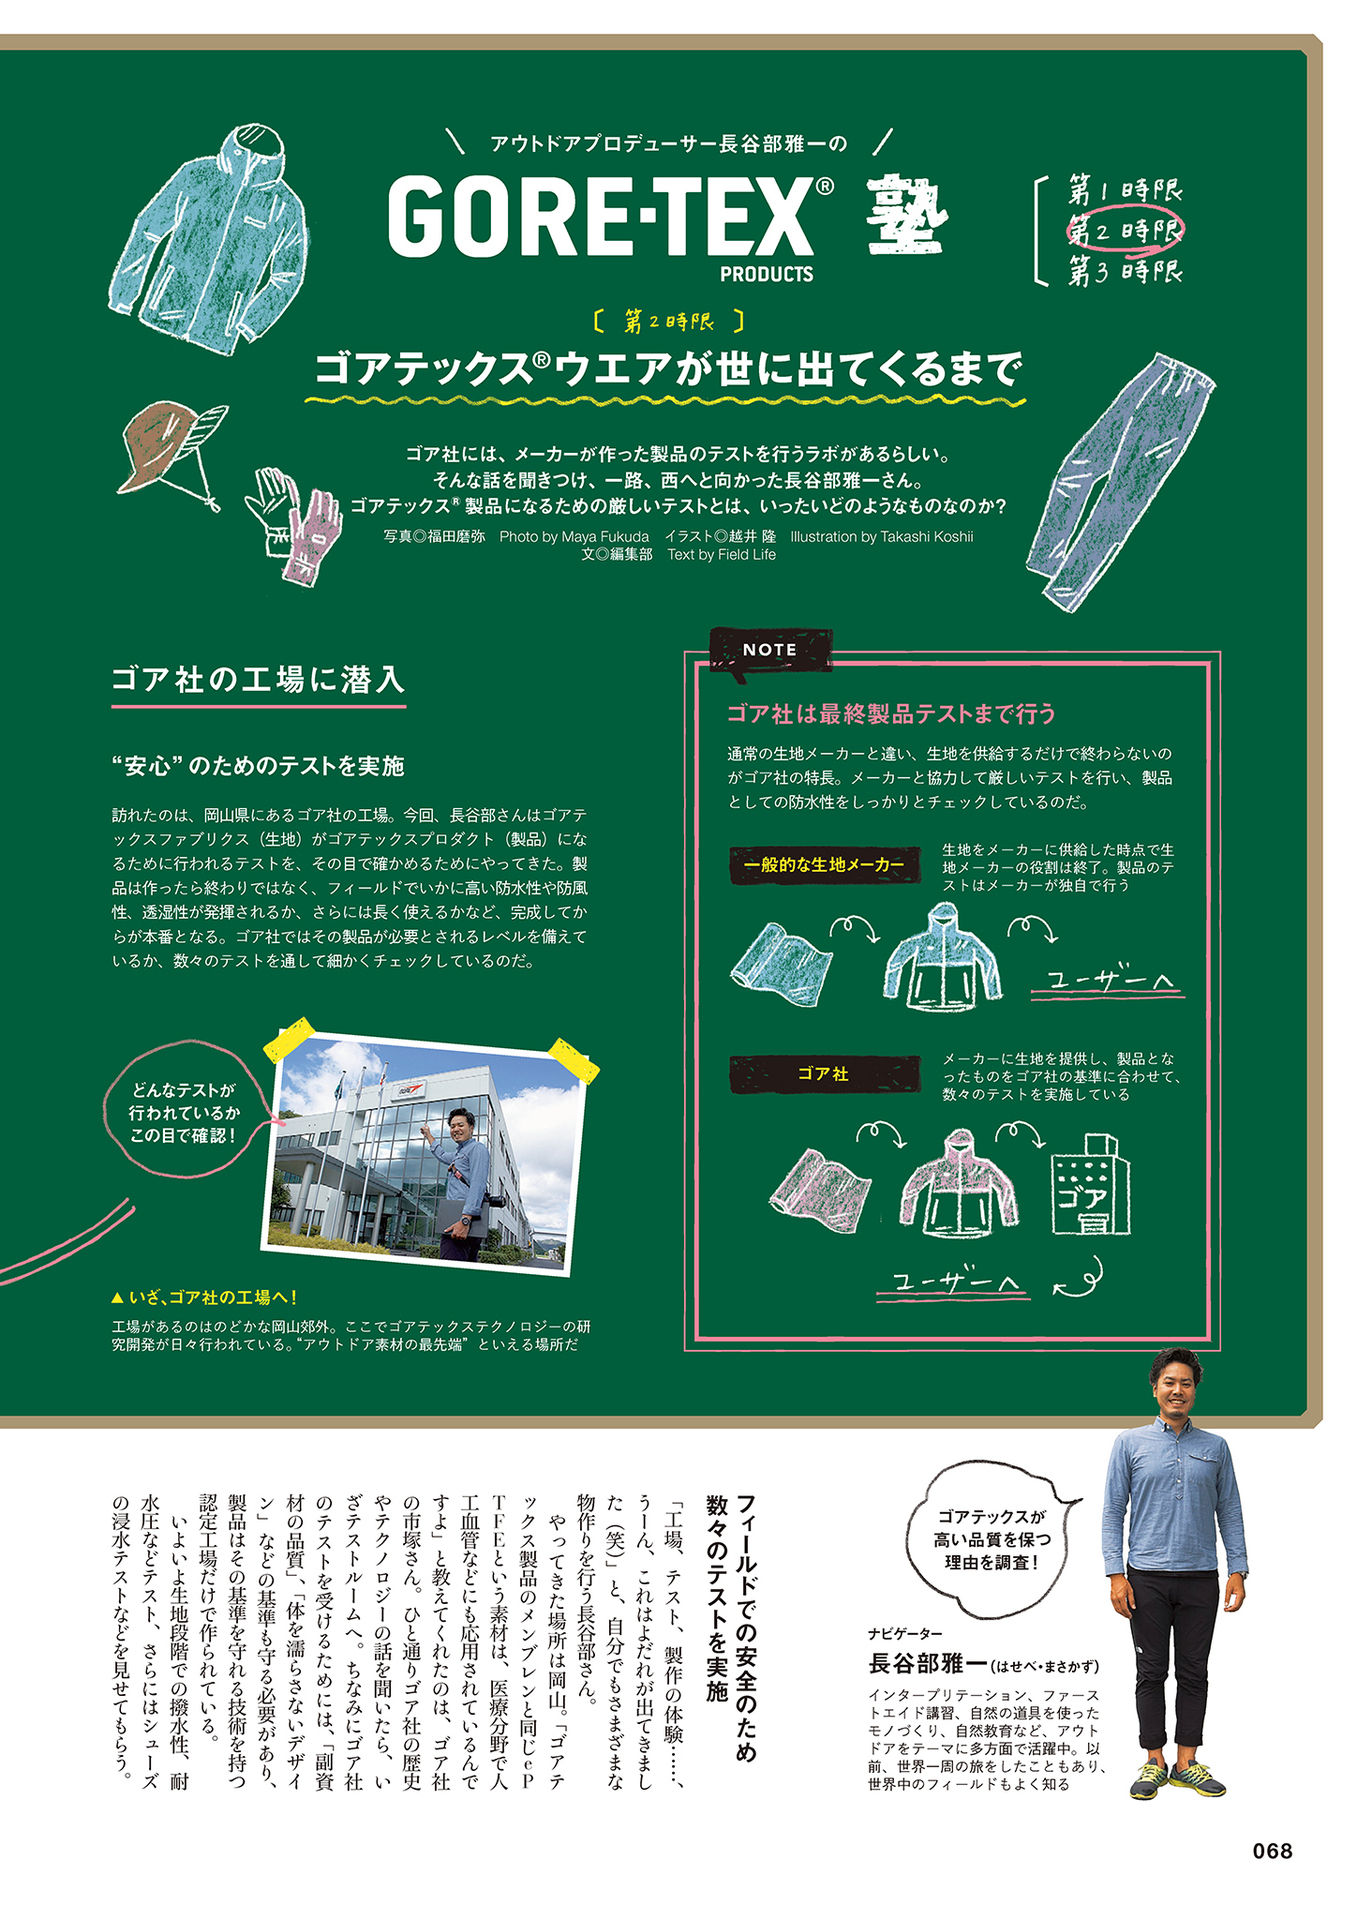 アウトドアプロデューサー長谷部雅一の
GORE-TEX® 塾
PRODUCTS
第1時限
第2時限
第3時限
〔 第2時限 〕
ゴアテックス®ウエアが世に出てくるまで
ゴア社には、メーカーが作った製品のテストを行うラボがあるらしい。
そんな話を聞きつけ、一路、西へと向かった長谷部雅一さん。
ゴアテックス®製品になるための厳しいテストとは、いったいどのようなものなのか?
写真◎福田磨弥 Photo by Maya Fukuda イラスト◎越井 隆 Illustration by Takashi Koshii
文◎編集部 Text by Field Life
ゴア社の工場に潜入
“安心”のためのテストを実施
訪れたのは、岡山県にあるゴア社の工場。今回、長谷部さんはゴアテ
ックスファブリクス(生地)がゴアテックスプロダクト(製品)にな
るために行われるテストを、その目で確かめるためにやってきた。製
品は作ったら終わりではなく、フィールドでいかに高い防水性や防風
性、透湿性が発揮されるか、さらには長く使えるかなど、完成してか
らが本番となる。ゴア社ではその製品が必要とされるレベルを備えて
いるか、数々のテストを通して細かくチェックしているのだ。
どんなテストが
行われているか
この目で確認!
▲いざ、ゴア社の工場へ!
工場があるのはのどかな岡山郊外。ここでゴアテックステクノロジーの研
究開発が日々行われている。“アウトドア素材の最先端”といえる場所だ
NOTE
ゴア社は最終製品テストまで行う
通常の生地メーカーと違い、生地を供給するだけで終わらないの
がゴア社の特長。メーカーと協力して厳しいテストを行い、製品
としての防水性をしっかりとチェックしているのだ。
一般的な生地メーカー
生地をメーカーに供給した時点で生
地メーカーの役割は終了。製品のテ
ストはメーカーが独自で行う
ユーザーへ
ゴア社
メーカーに生地を提供し、製品とな
ったものをゴア社の基準に合わせて、
数々のテストを実施している
ゴア
ユーザーへ
ゴアテックスが
高い品質を保つ
理由を調査!
ナビゲーター
長谷部雅一(はせべ・まさかず)
インタープリテーション、ファース
トエイド講習、自然の道具を使った
モノづくり、自然教育など、アウト
ドアをテーマに多方面で活躍中。以
前、世界一周の旅をしたこともあり、
世界中のフィールドもよく知る
フィールドでの安全のため
数々のテストを実施
「工場、テスト、製作の体験……、
うーん、これはよだれが出てきまし
た(笑)」と、自分でもさまざまな
物作りを行う長谷部さん。
やってきた場所は岡山。「ゴアテ
ックス製品のメンブレンと同じeP
TFEという素材は、医療分野で人
工血管などにも応用されているんで
すよ」と教えてくれたのは、ゴア社
の市塚さん。ひと通りゴア社の歴史
やテクノロジーの話を聞いたら、い
ざテストルームへ。ちなみにゴア社
のテストを受けるためには、「副資
材の品質」、「体を濡らさないデザイ
ン」などの基準も守る必要があり、
製品はその基準を守れる技術を持つ
認定工場だけで作られている。
いよいよ生地段階での撥水性、耐
水圧などテスト、さらにはシューズ
の浸水テストなどを見せてもらう。
068